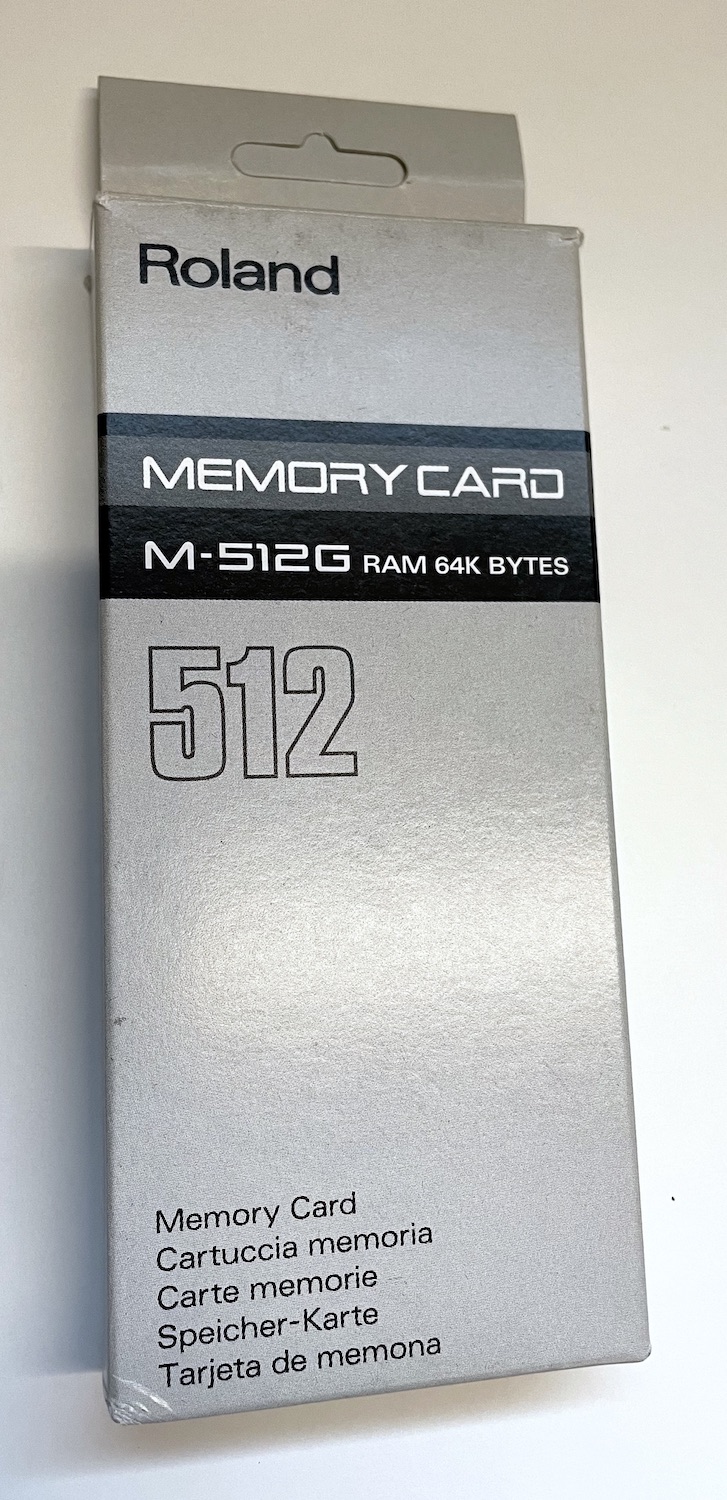 Roland
MEMORY CARD
M-512G RAM 64K BYTES
512
Memory Card
Cartuccia memoria
Carte memorie
Speicher-Karte
Tarjeta de memona